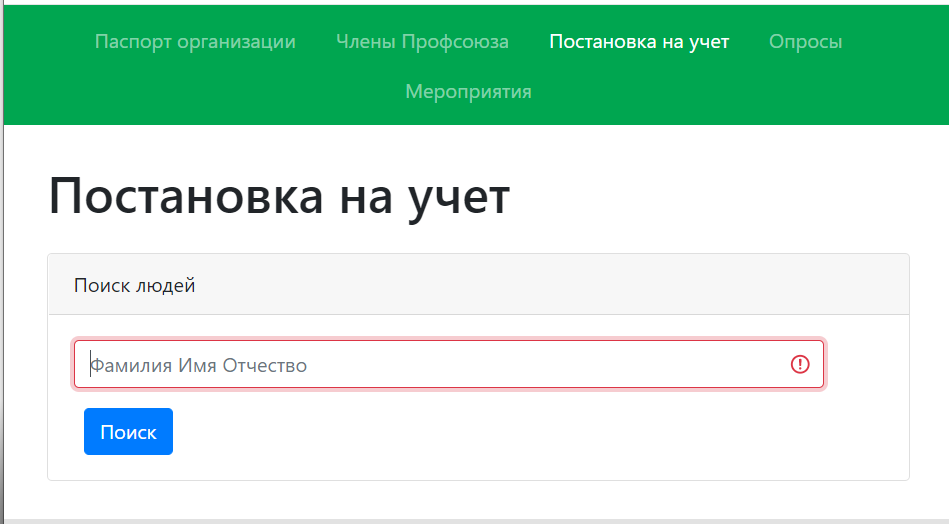 Паспорт организации Члены Профсоюза Постановка на учет Опросы
Мероприятия
Постановка на учет
Поиск людей
Фамилия Имя Отчество
Поиск